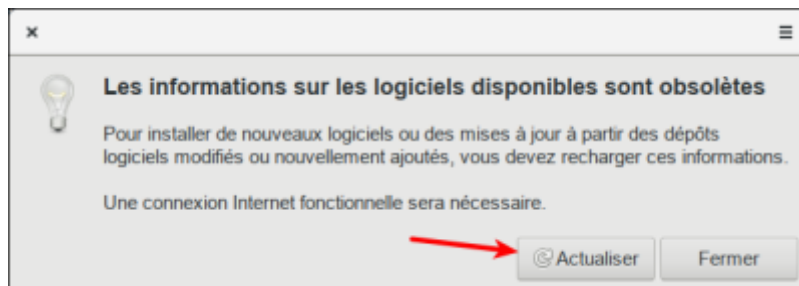 Les informations sur les logiciels disponibles sont obsolètes
Pour installer de nouveaux logiciels ou des mises à jour à partir des dépôts
logiciels modifiés ou nouvellement ajoutés, vous devez recharger ces informations.
Une connexion Internet fonctionnelle sera nécessaire.
Actualiser Fermer